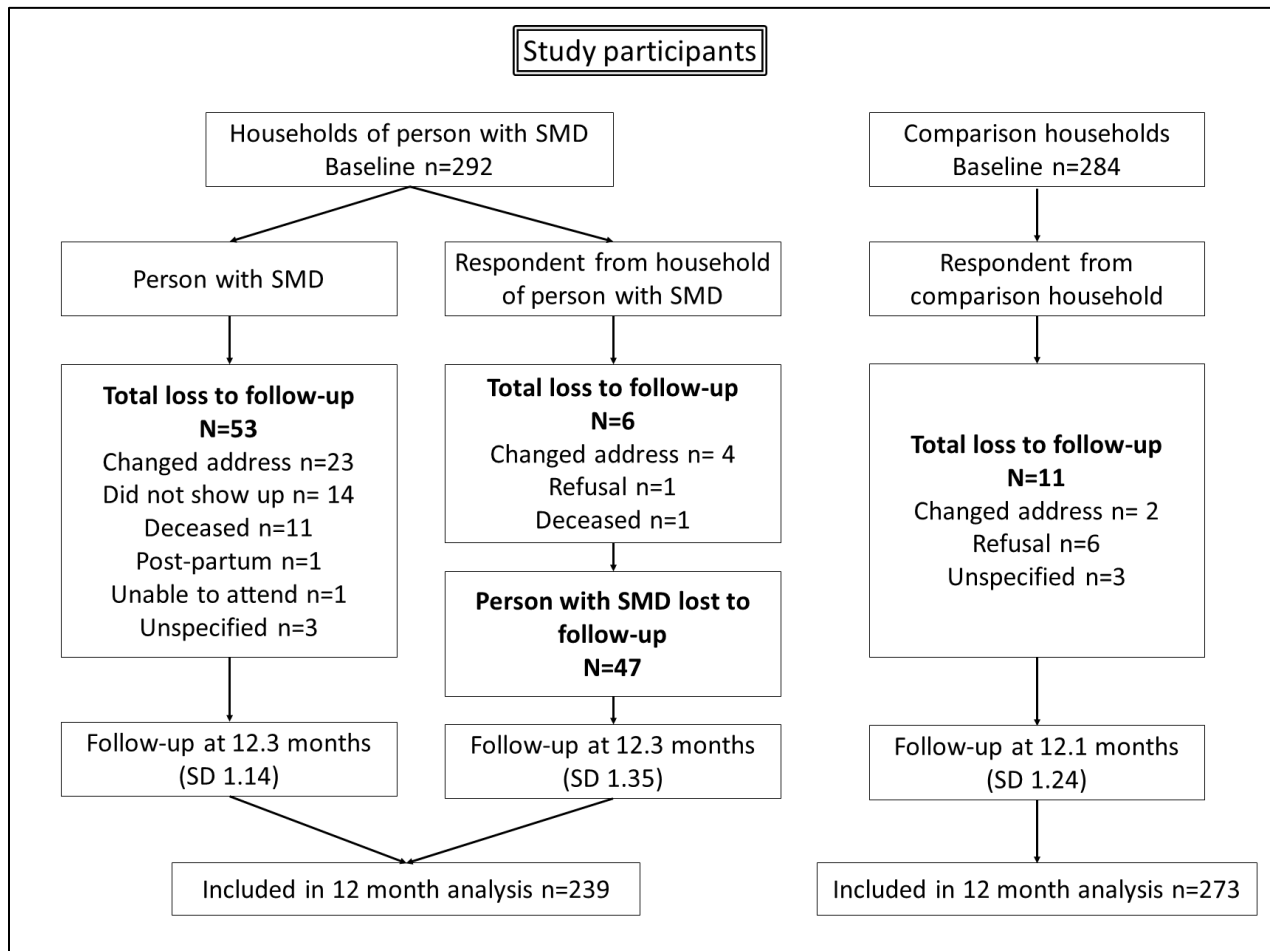 Study participants
Households of person with SMD
Baseline n=292
Comparison households
Baseline n=284
Person with SMD
Respondent from household
of person with SMD
Respondent from
comparison household
Total loss to follow-up
N=53
Changed address n=23
Did not show up n= 14
Deceased n=11
Post-partum n=1
Unable to attend n=1
Unspecified n=3
Total loss to follow-up
N=6
Changed address n= 4
Refusal n=1
Deceased n=1
Person with SMD lost to
follow-up
N=47
Total loss to follow-up
N=11
Changed address n= 2
Refusal n=6
Unspecified n=3
Follow-up at 12.3 months
(SD 1.14)
Follow-up at 12.3 months
(SD 1.35)
Follow-up at 12.1 months
(SD 1.24)
Included in 12 month analysis n=239
Included in 12 month analysis n=273